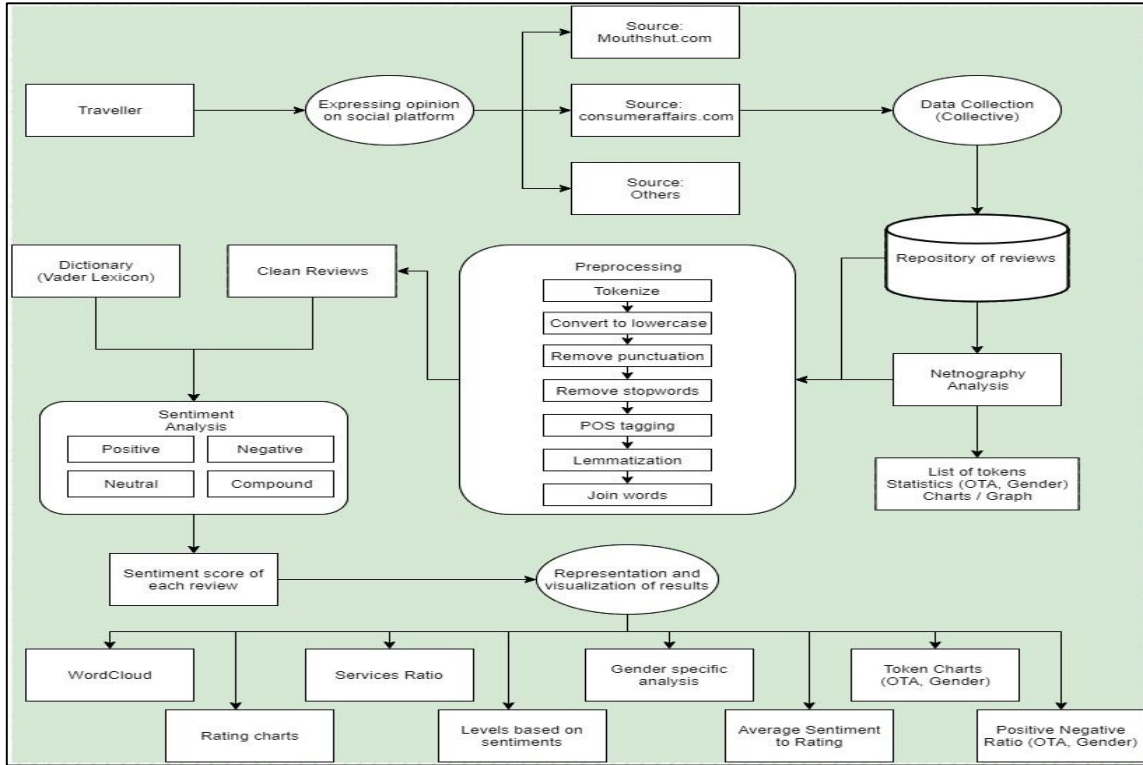 Source:
Mouthshut.com
Traveller
Expressing opinion
on social platform
Source:
consumeraffairs.com
Data Collection
(Collective)
Source:
Others
Repository of reviews
Dictionary
(Vader Lexicon)
Clean Reviews
Preprocessing
Tokenize
Convert to lowercase
Remove punctuation
Remove stopwords
POS tagging
Lemmatization
Join words
Netnography
Analysis
List of tokens
Statistics (OTA, Gender)
Charts / Graph
Sentiment
Analysis
Positive
Negative
Neutral
Compound
Sentiment score of
each review
Representation and
visualization of results
WordCloud
Services Ratio
Gender specific
analysis
Token Charts
(OTA, Gender)
Rating charts
Levels based on
sentiments
Average Sentiment
to Rating
Positive Negative
Ratio (OTA, Gender)